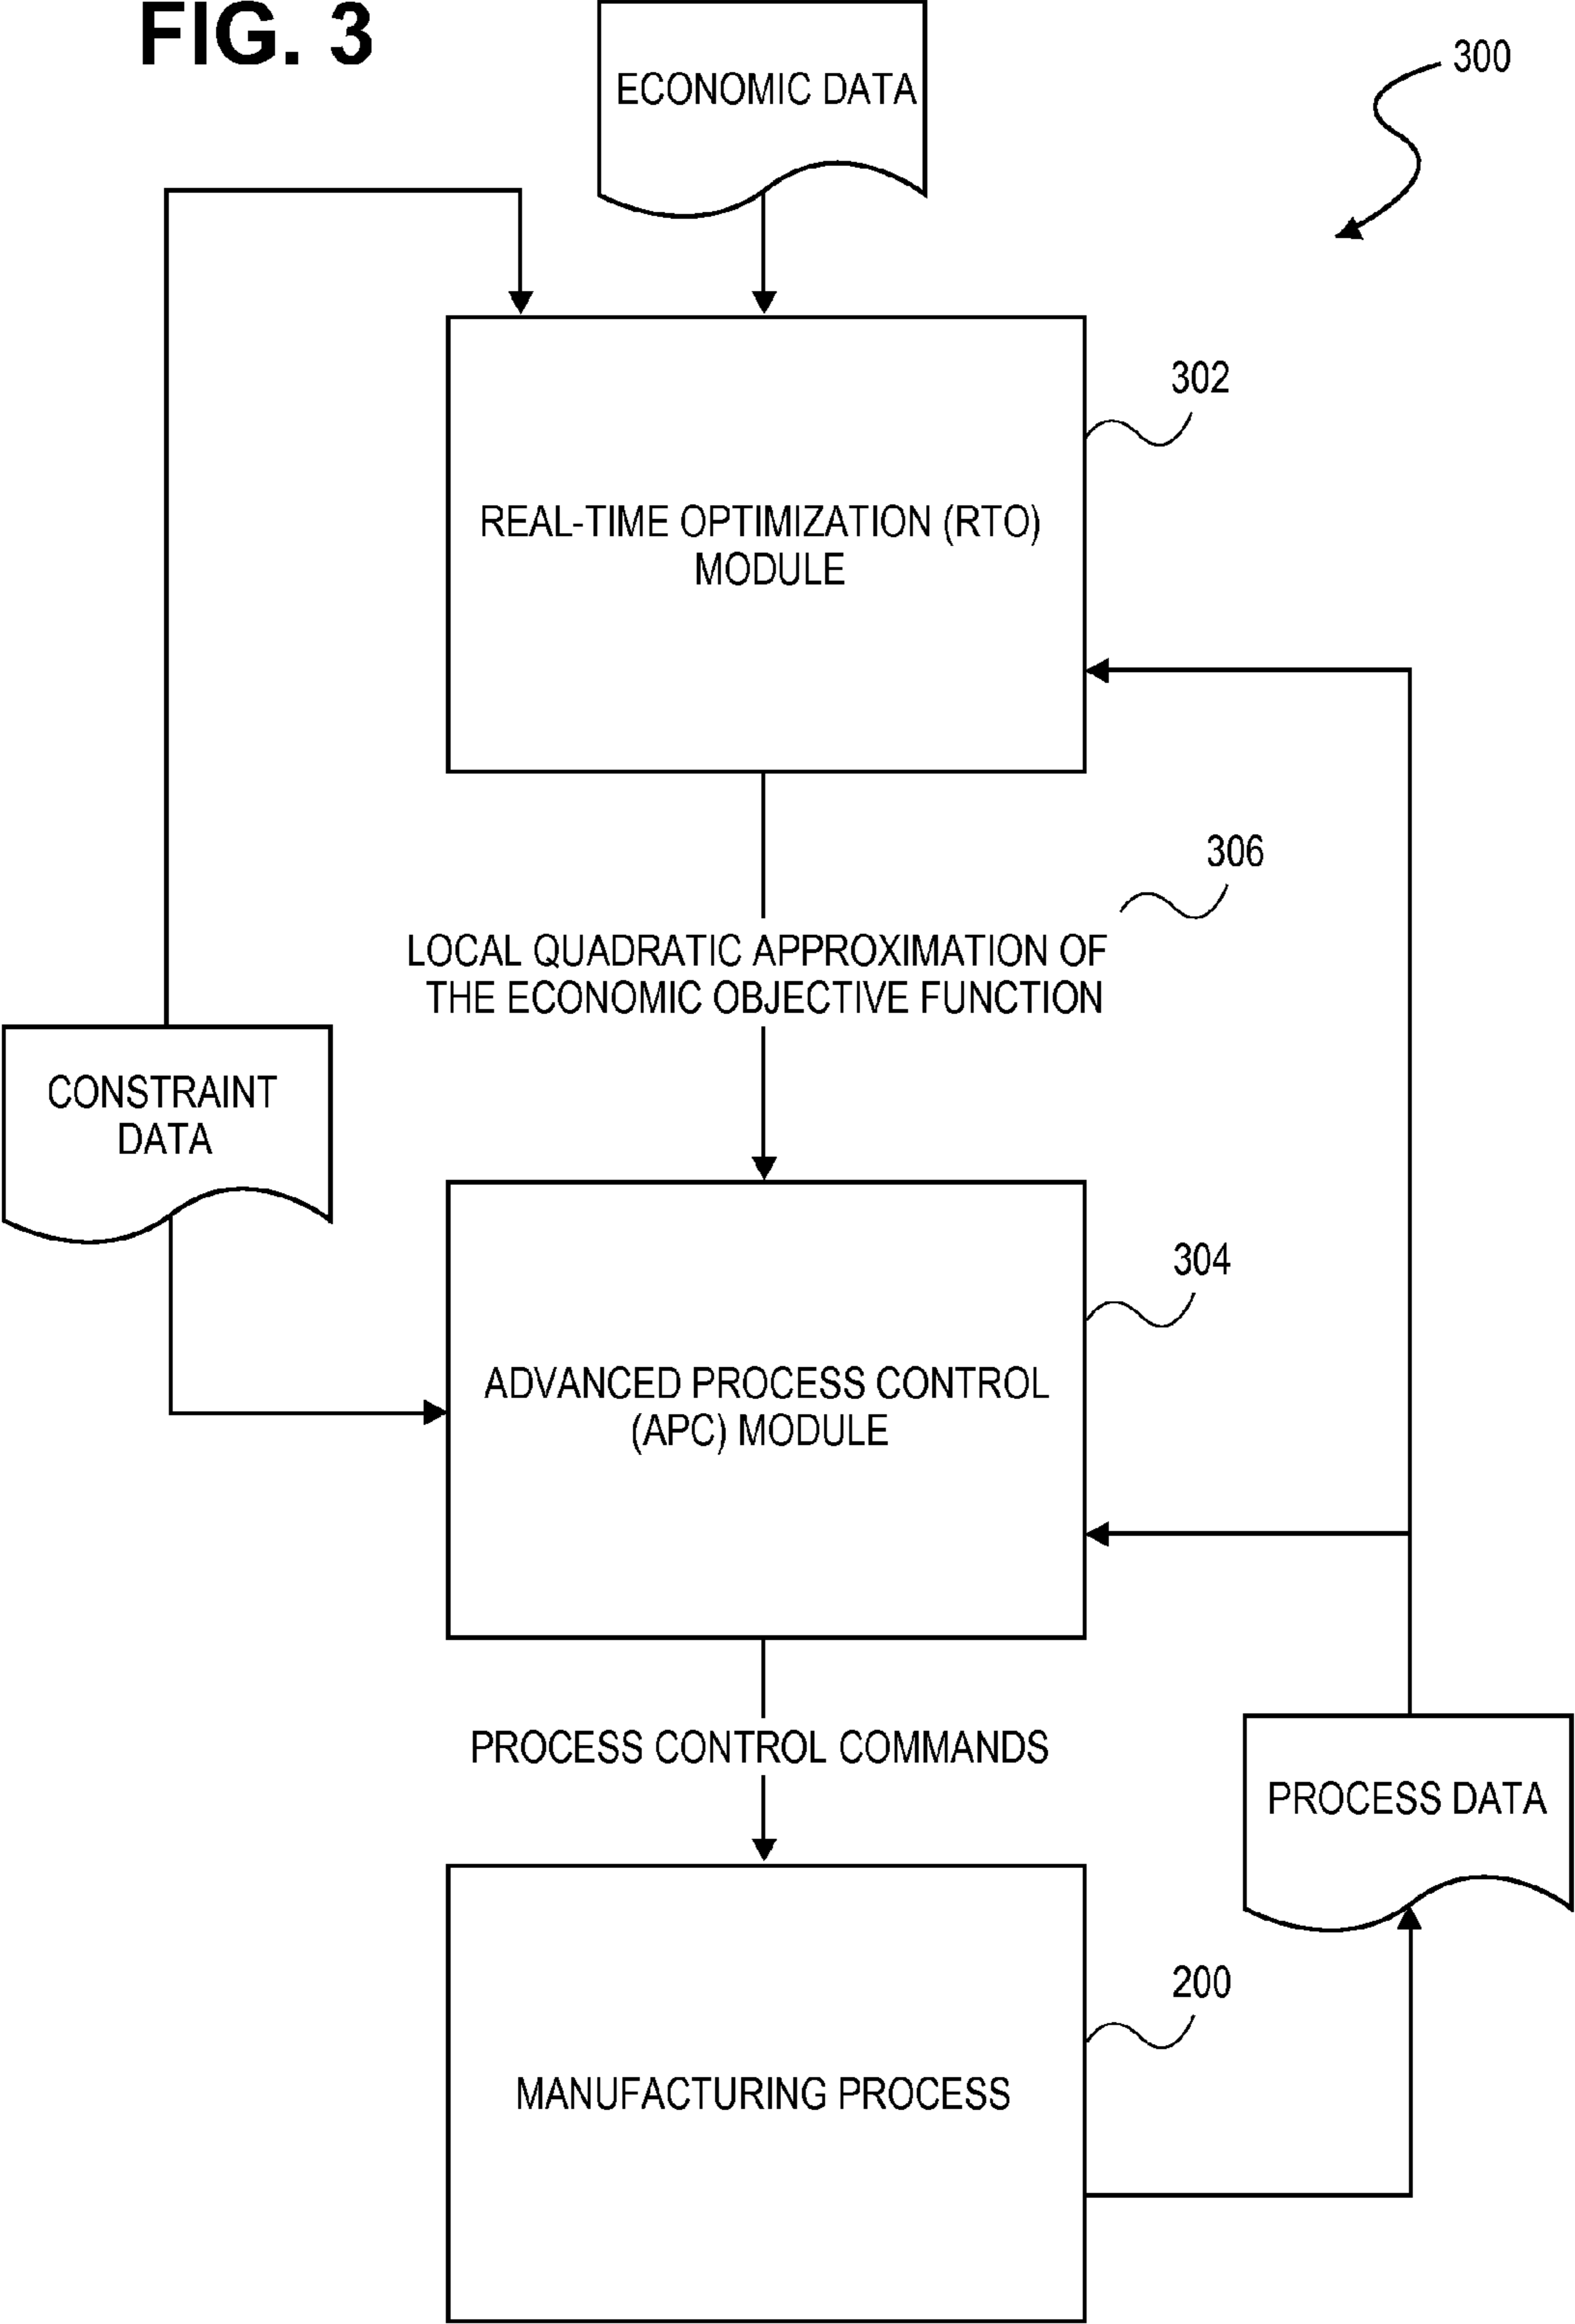 FIG. 3
ECONOMIC DATA
300
302
REAL-TIME OPTIMIZATION (RTO)
MODULE
306
LOCAL QUADRATIC APPROXIMATION OF
THE ECONOMIC OBJECTIVE FUNCTION
CONSTRAINT
DATA
304
ADVANCED PROCESS CONTROL
(APC) MODULE
PROCESS CONTROL COMMANDS
PROCESS DATA
200
MANUFACTURING PROCESS